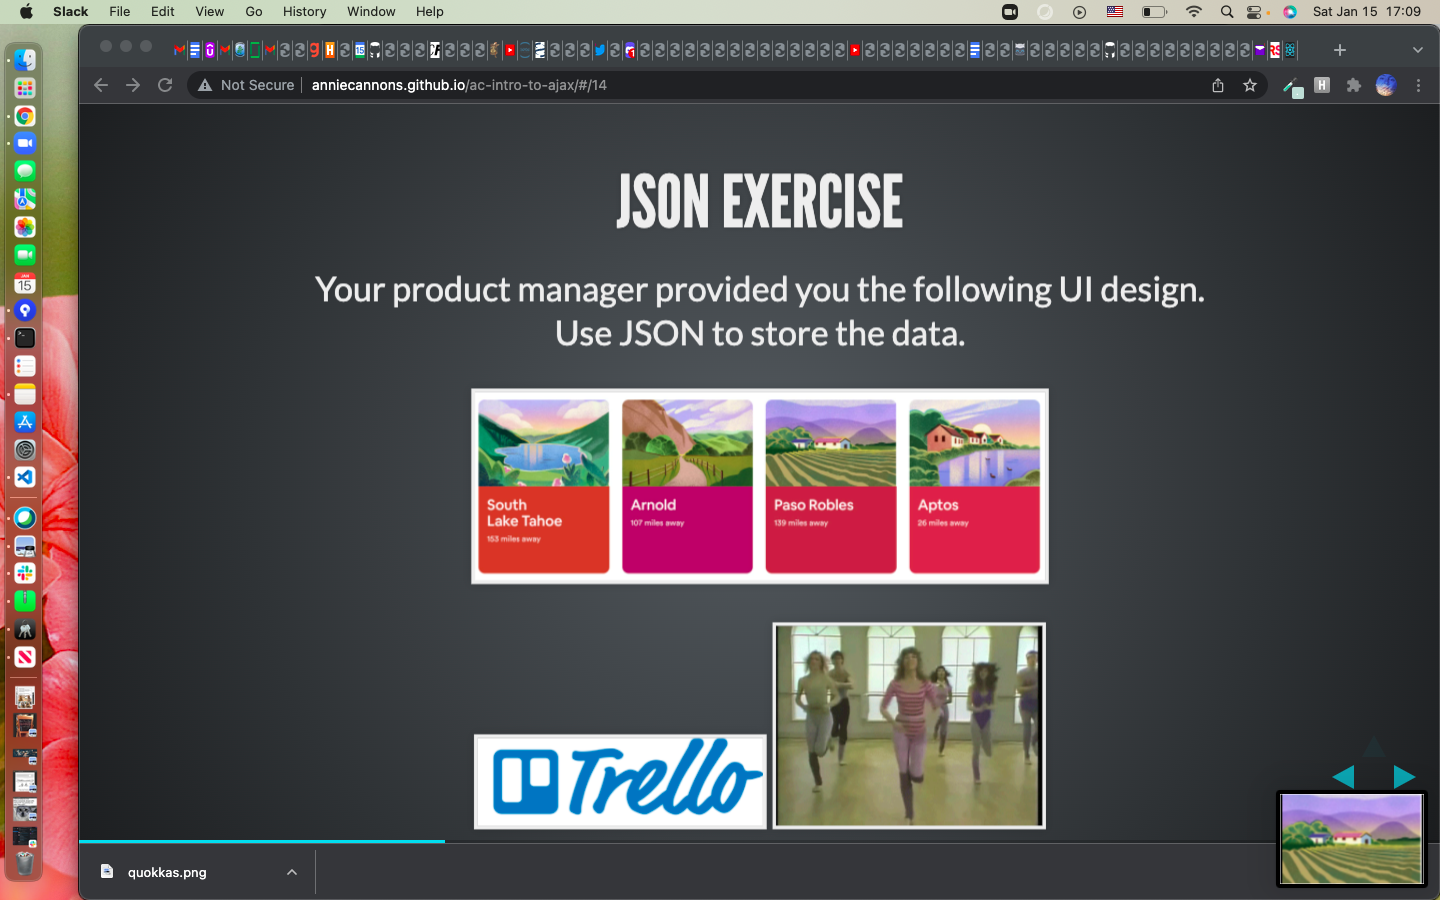 Slack File Edit View Go History Window Help
Sat Jan 15 17:09
Not Secure anniecannons.github.io/ac-intro-to-ajax/#/14
JSON EXERCISE
Your product manager provided you the following UI design.
Use JSON to store the data.
South
Lake Tahoe
153 miles away
Arnold
107 miles away
Paso Robles
139 miles away
Aptos
26 miles away
Trello
quokkas.png